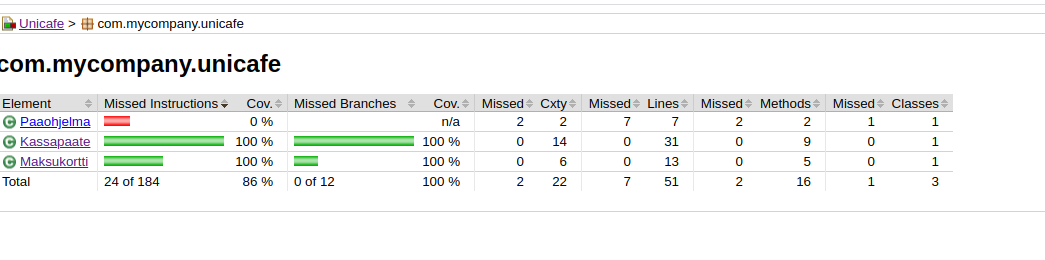 Unicafe > com.mycompany.unicafe
com.mycompany.unicafe
Element Missed Instructions Cov. Missed Branches Cov. Missed Cxty Missed Lines Missed Methods Missed Classes
C Paaohjelma 0 % n/a 2 2 7 7 2 2 1 1
C Kassapaate 100 % 100 % 0 14 0 31 0 9 0 1
C Maksukortti 100 % 100 % 0 6 0 13 0 5 0 1
Total 24 of 184 86 % 0 of 12 100 % 2 22 7 51 2 16 1 3